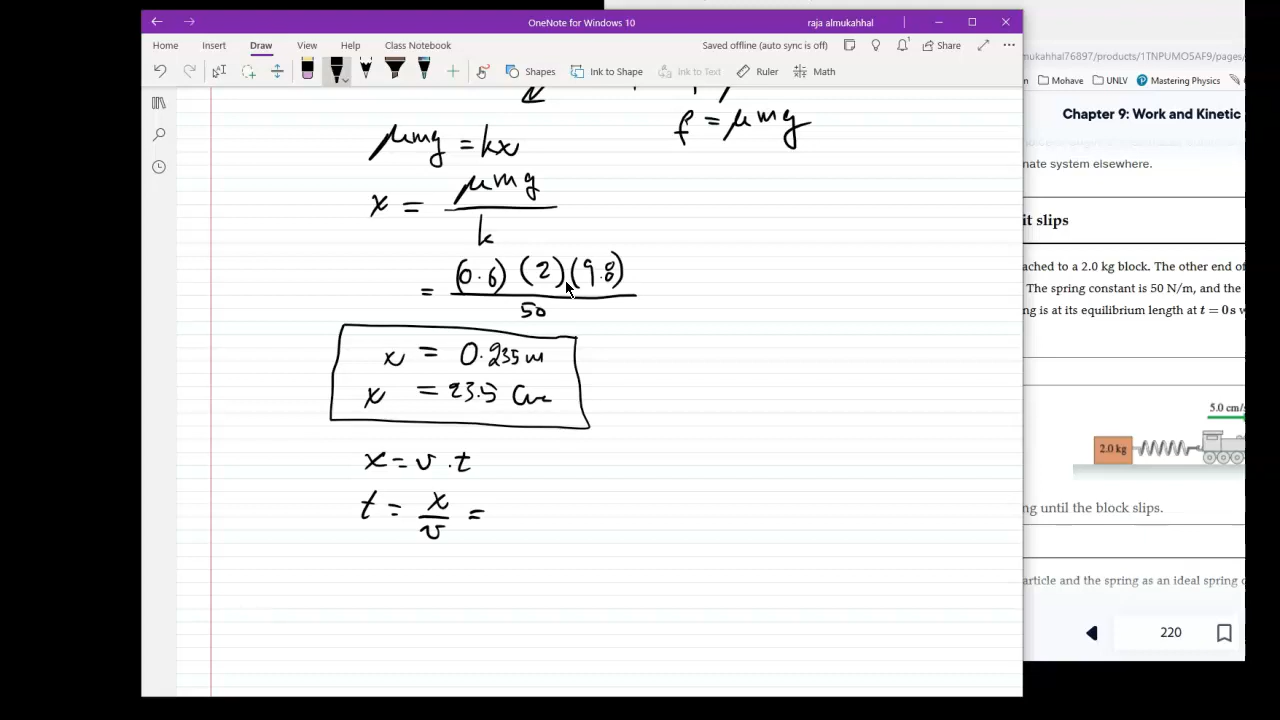 OneNote for Windows 10
raja almukahhal
Home Insert Draw View Help Class Notebook
Saved offline (auto sync is off)
Share
Shapes
Ink to Shape
Ink to Text
Ruler
Math
f = μmg
μmg = kx
x = μmg / k
= (0.6) (2)(9.8) / 50
x = 0.235 m
x = 23.5 Cm
x = v . t
t = x / v =
mukahhal76897/products/1TNPUMO5AF9/pages/
Mohave UNLV Mastering Physics
Chapter 9: Work and Kinetic
nate system elsewhere.
it slips
ached to a 2.0 kg block. The other end of
The spring constant is 50 N/m, and the
ng is at its equilibrium length at t = 0 s
5.0 cm/s
2.0 kg
ng until the block slips.
article and the spring as an ideal spring
220